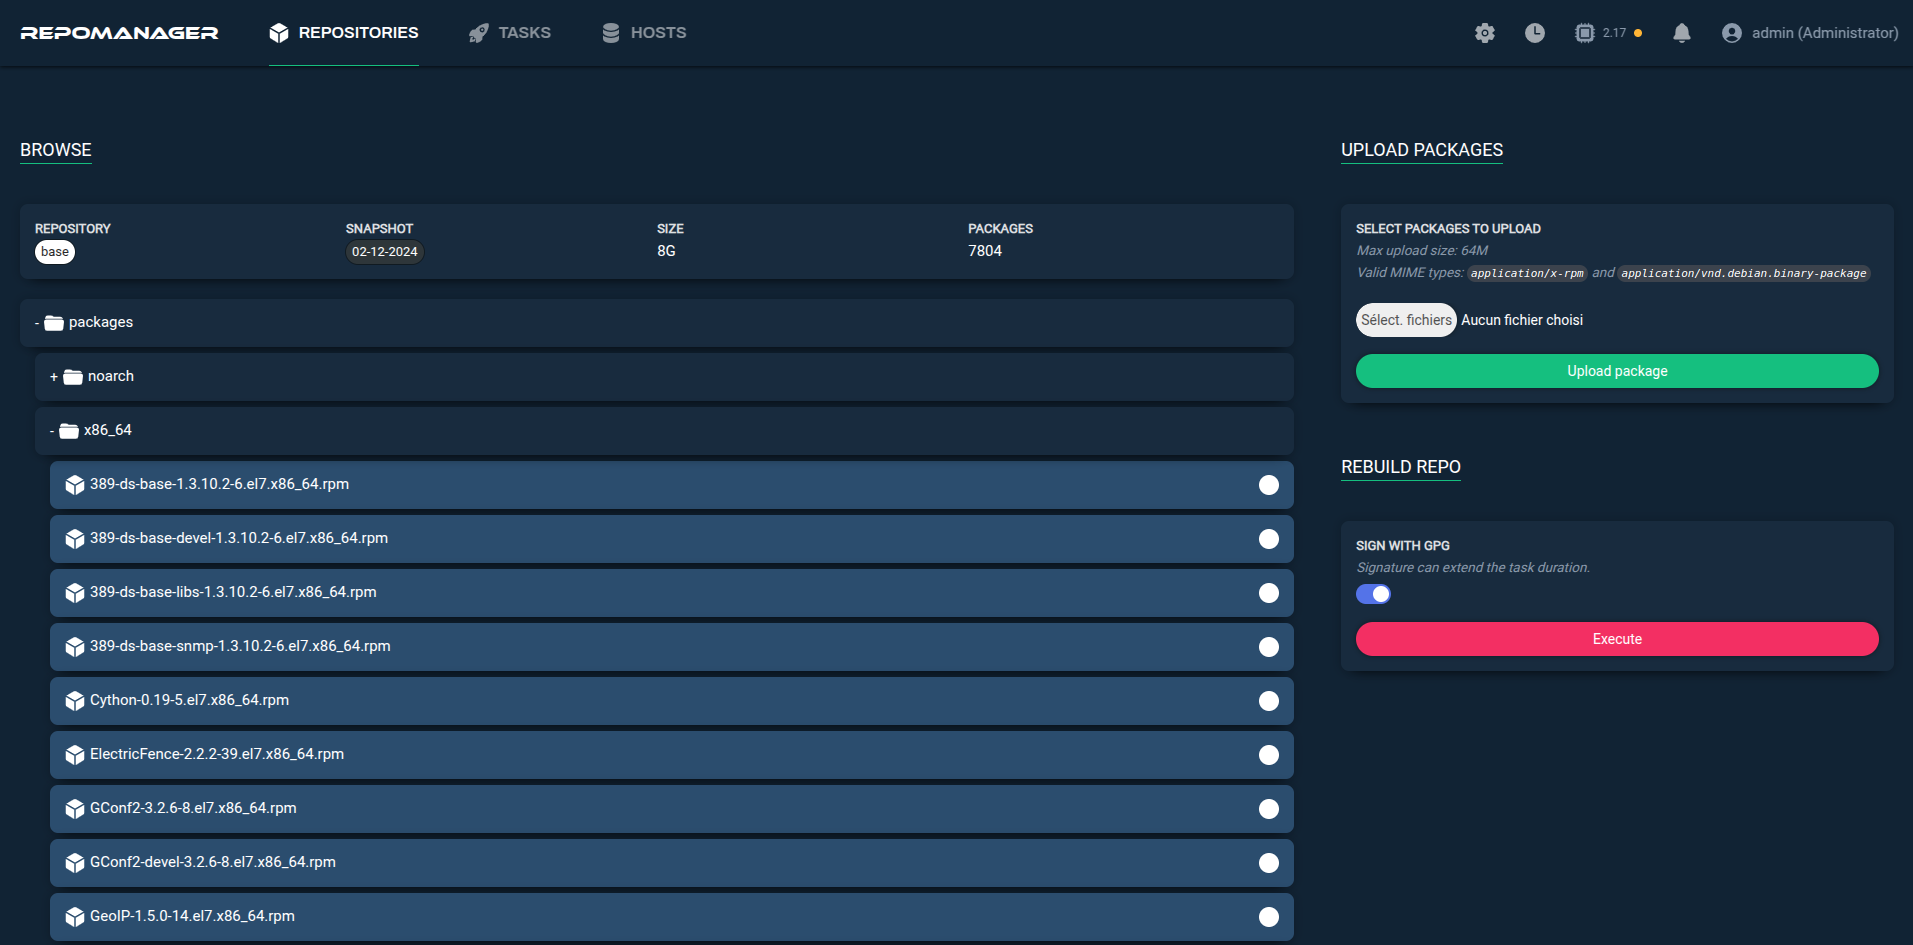 REPOMANAGER
REPOSITORIES
TASKS
HOSTS
2.17
admin (Administrator)
BROWSE
REPOSITORY
base
SNAPSHOT
02-12-2024
SIZE
8G
PACKAGES
7804
- packages
+ noarch
- x86_64
389-ds-base-1.3.10.2-6.el7.x86_64.rpm
389-ds-base-devel-1.3.10.2-6.el7.x86_64.rpm
389-ds-base-libs-1.3.10.2-6.el7.x86_64.rpm
389-ds-base-snmp-1.3.10.2-6.el7.x86_64.rpm
Cython-0.19-5.el7.x86_64.rpm
ElectricFence-2.2.2-39.el7.x86_64.rpm
GConf2-3.2.6-8.el7.x86_64.rpm
GConf2-devel-3.2.6-8.el7.x86_64.rpm
GeoIP-1.5.0-14.el7.x86_64.rpm
UPLOAD PACKAGES
SELECT PACKAGES TO UPLOAD
Max upload size: 64M
Valid MIME types: application/x-rpm and application/vnd.debian.binary-package
Sélect. fichiers Aucun fichier choisi
Upload package
REBUILD REPO
SIGN WITH GPG
Signature can extend the task duration.
Execute